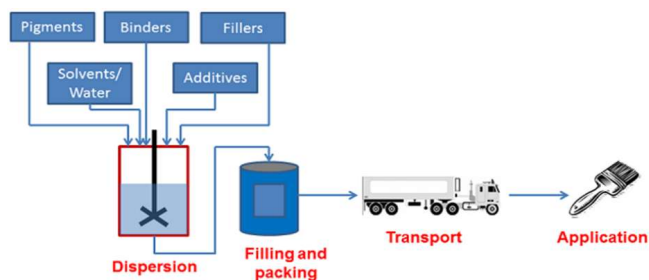 Pigments
Binders
Fillers
Solvents/
Water
Additives
Dispersion
Filling and
packing
Transport
Application